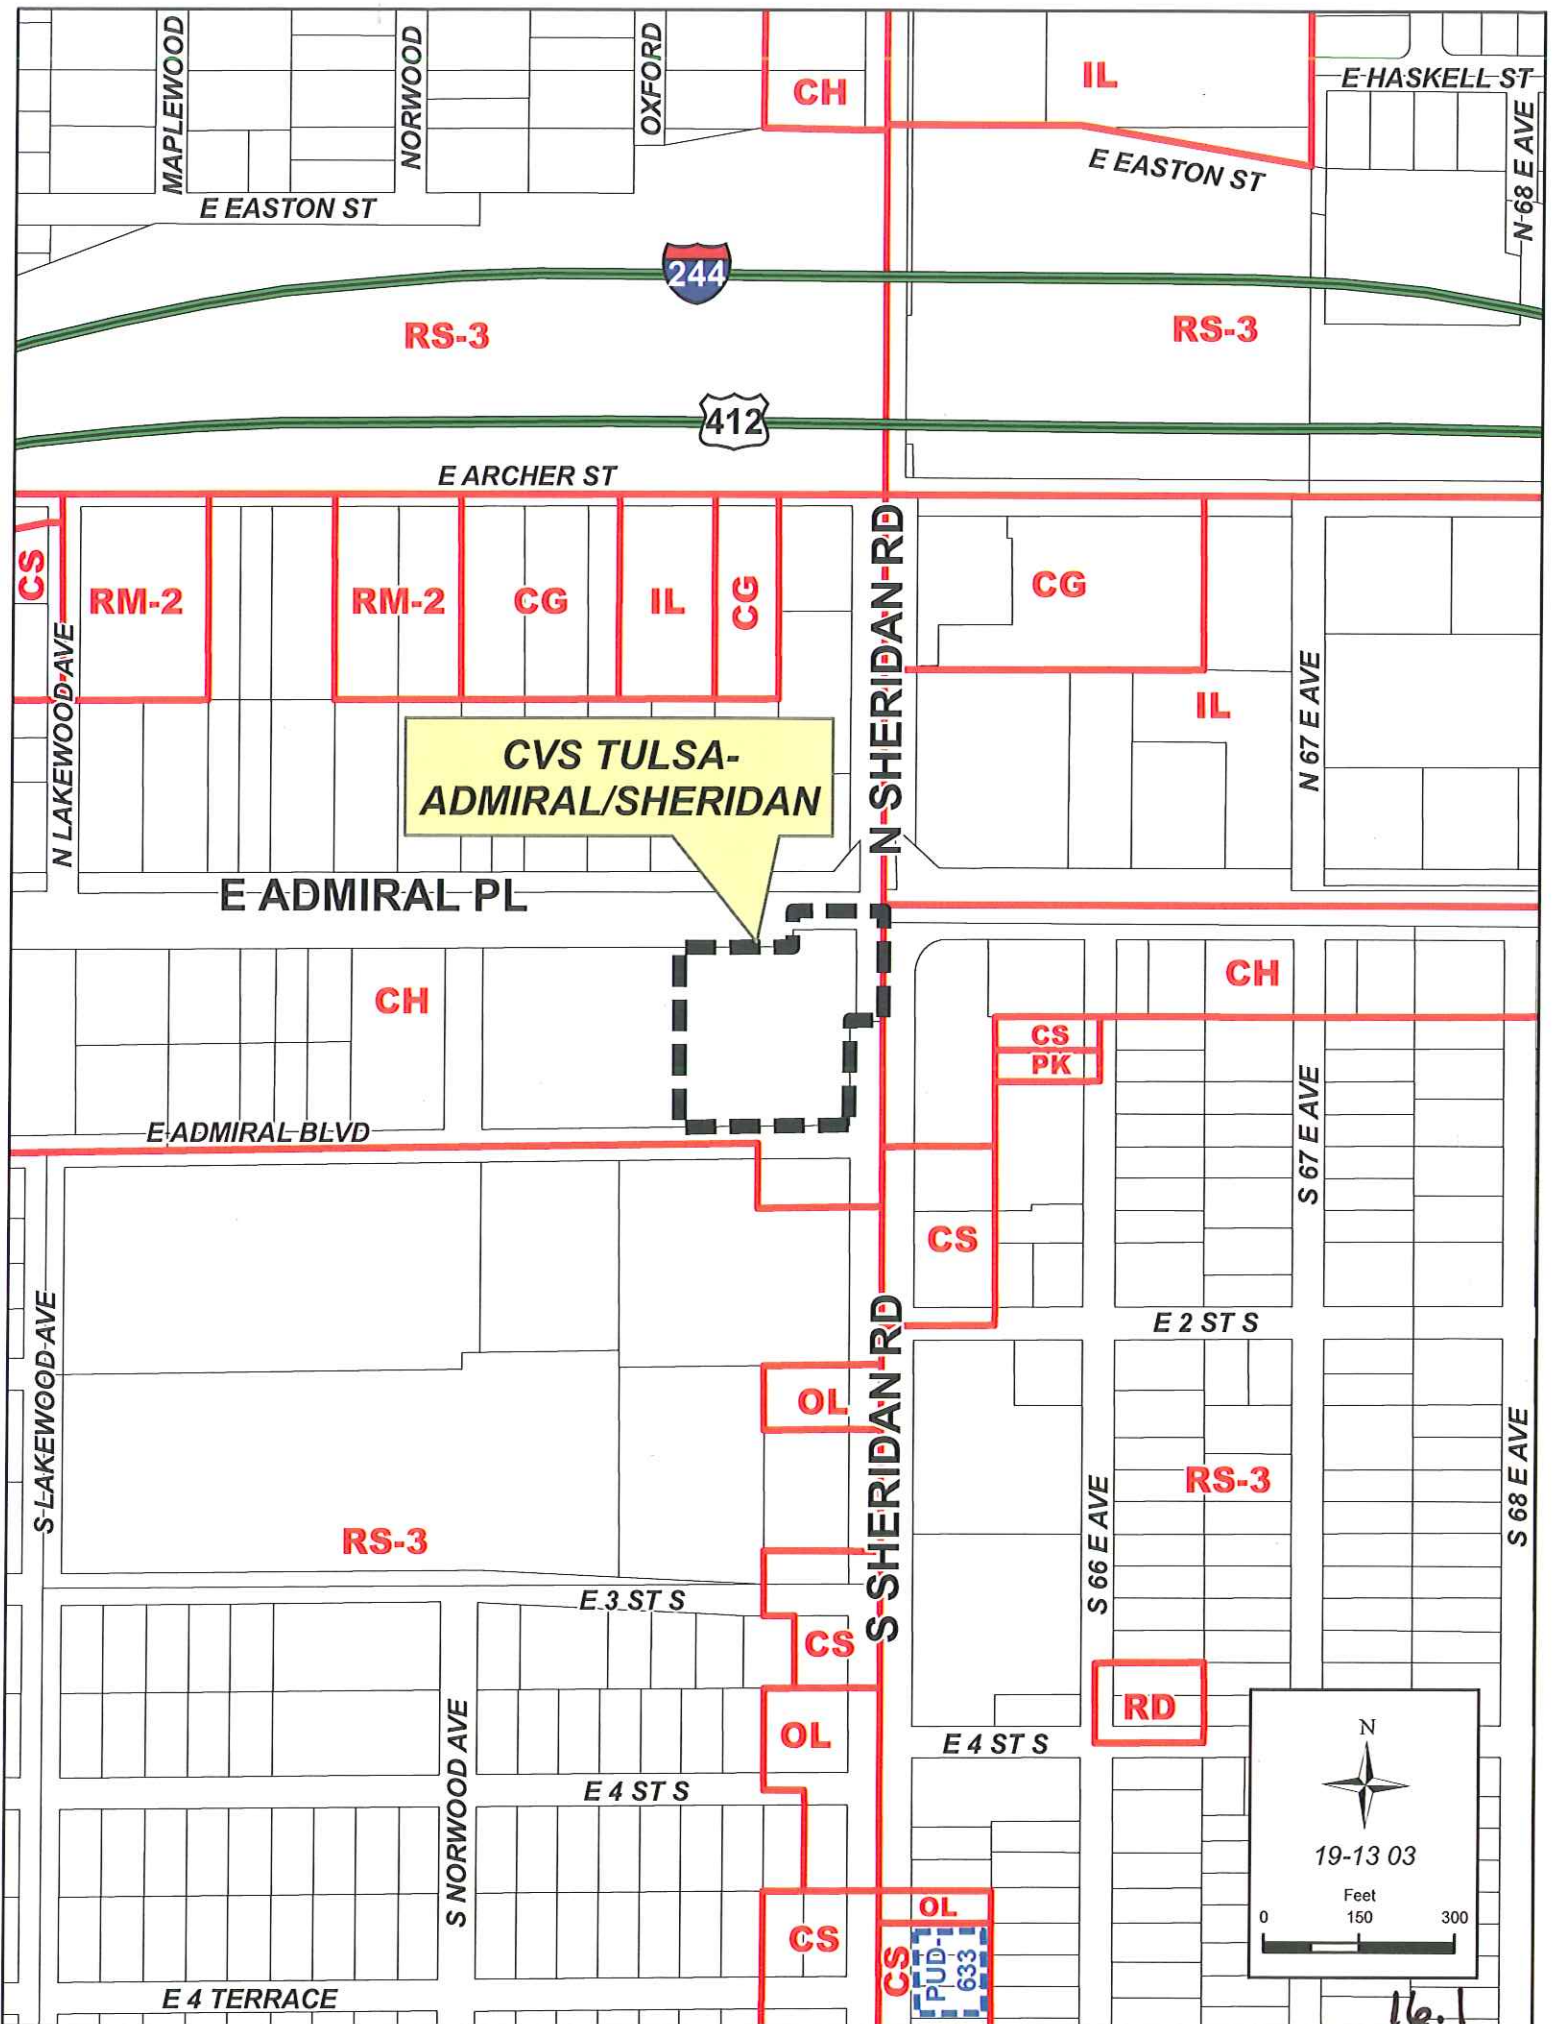 MAPLEWOOD
NORWOOD
OXFORD
CH
IL
E HASKELL ST
N 68 E AVE
E EASTON ST
E EASTON ST
244
RS-3
RS-3
412
E ARCHER ST
CS
RM-2
RM-2
CG
IL
CG
N SHERIDAN RD
CG
IL
N 67 E AVE
N LAKEWOOD AVE
CVS TULSA-
ADMIRAL/SHERIDAN
E ADMIRAL PL
CH
CH
CS
PK
E ADMIRAL BLVD
S 67 E AVE
CS
E 2 ST S
S LAKEWOOD AVE
S SHERIDAN RD
OL
RS-3
S 66 E AVE
S 68 E AVE
RS-3
E 3 ST S
CS
RD
OL
E 4 ST S
E 4 ST S
S NORWOOD AVE
N
19-13 03
Feet
0 150 300
OL
CS
CS
PUD-
633
E 4 TERRACE
16.1